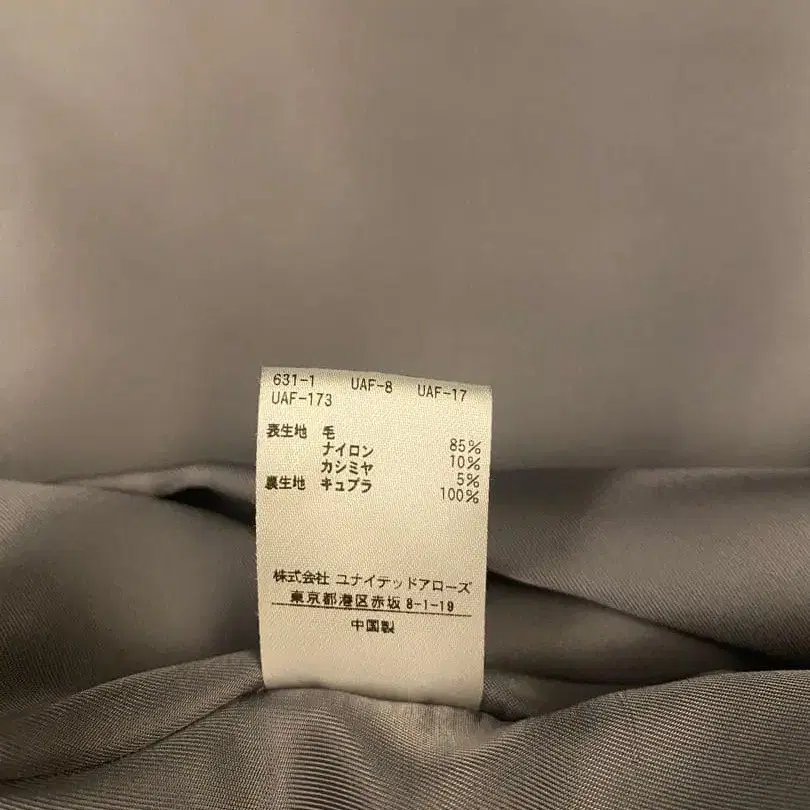 631-1 UAF-8 UAF-17
UAF-173
表生地 毛 85%
ナイロン 10%
カシミヤ 5%
裏生地 キュプラ 100%
株式会社 ユナイテッドアローズ
東京都港区赤坂8-1-19
中国製